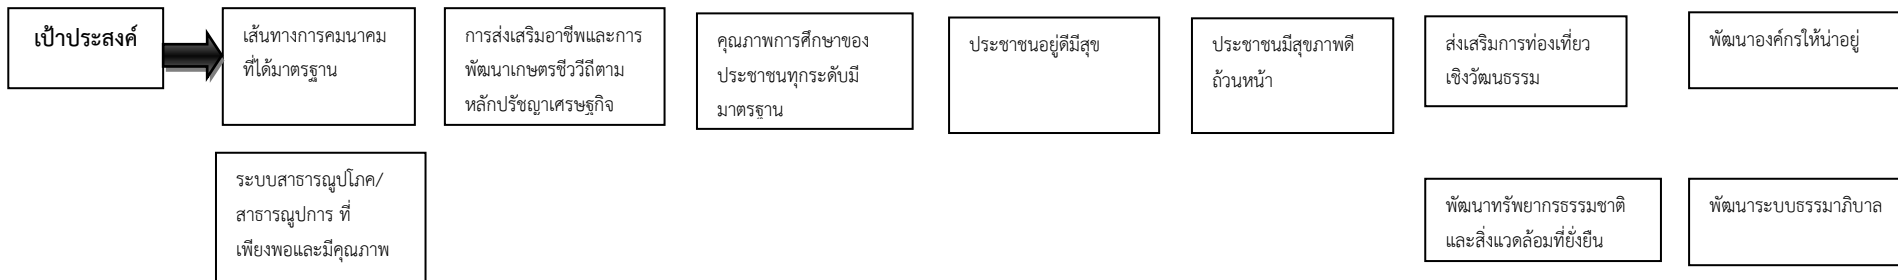 เป้าประสงค์
เส้นทางการคมนาคม
ที่ได้มาตรฐาน
การส่งเสริมอาชีพและการ
พัฒนาเกษตรชีววีถีตาม
หลักปรัชญาเศรษฐกิจ
คุณภาพการศึกษาของ
ประชาชนทุกระดับมี
มาตรฐาน
ประชาชนอยู่ดีมีสุข
ประชาชนมีสุขภาพดี
ถ้วนหน้า
ส่งเสริมการท่องเที่ยว
เชิงวัฒนธรรม
พัฒนาองค์กรให้น่าอยู่
ระบบสาธารณูปโภค/
สาธารณูปการ ที่
เพียงพอและมีคุณภาพ
พัฒนาทรัพยากรธรรมชาติ
และสิ่งแวดล้อมที่ยั่งยืน
พัฒนาระบบธรรมาภิบาล